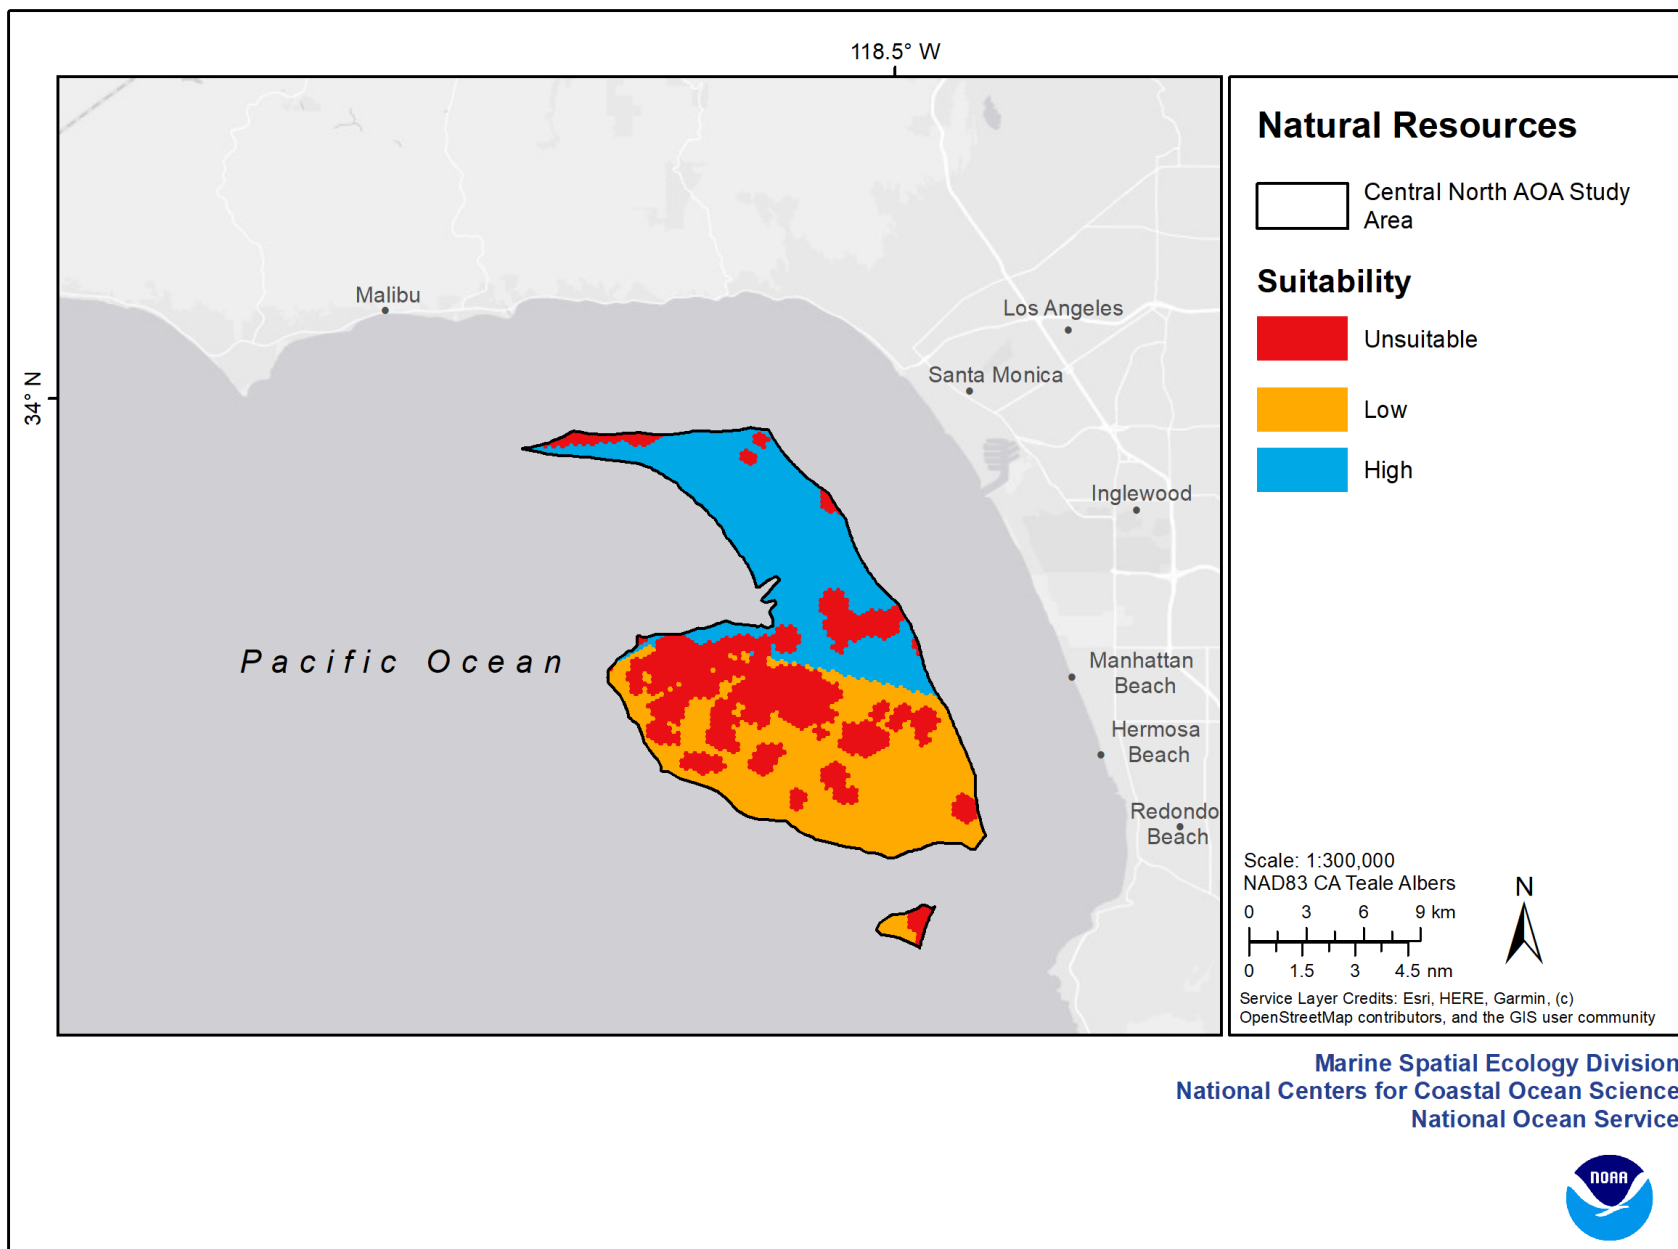 118.5° W
34° N
Malibu
Los Angeles
Santa Monica
Inglewood
Pacific Ocean
Manhattan
Beach
Hermosa
Beach
Redondo
Beach
Natural Resources
Central North AOA Study
Area
Suitability
Unsuitable
Low
High
Scale: 1:300,000
NAD83 CA Teale Albers
0 3 6 9 km
0 1.5 3 4.5 nm
N
Service Layer Credits: Esri, HERE, Garmin, (c)
OpenStreetMap contributors, and the GIS user community
Marine Spatial Ecology Division
National Centers for Coastal Ocean Science
National Ocean Service
NOAA